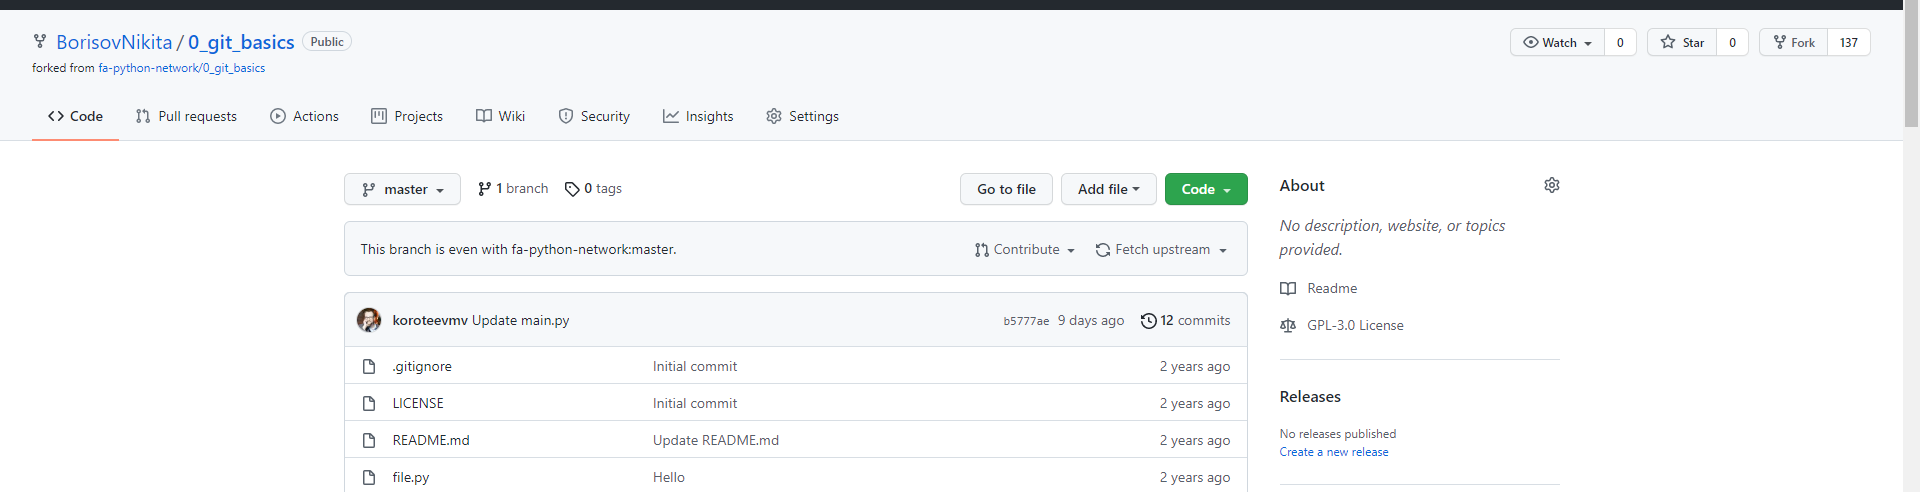 BorisovNikita / 0_git_basics Public
Watch 0 Star 0 Fork 137
forked from fa-python-network/0_git_basics
Code Pull requests Actions Projects Wiki Security Insights Settings
master 1 branch 0 tags Go to file Add file Code
This branch is even with fa-python-network:master. Contribute Fetch upstream
koroteevmv Update main.py b5777ae 9 days ago 12 commits
.gitignore Initial commit 2 years ago
LICENSE Initial commit 2 years ago
README.md Update README.md 2 years ago
file.py Hello 2 years ago
About
No description, website, or topics
provided.
Readme
GPL-3.0 License
Releases
No releases published
Create a new release